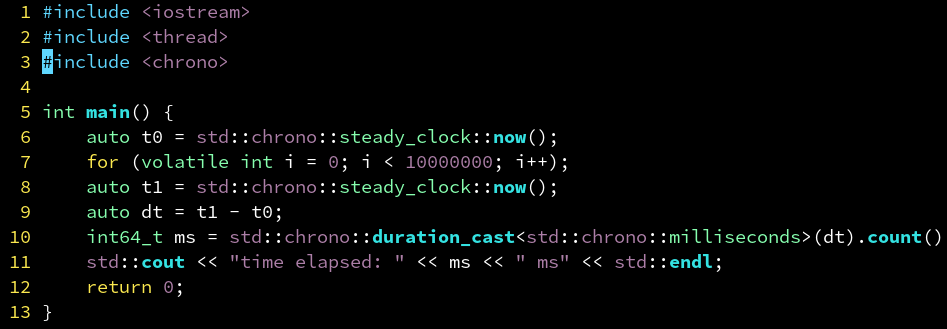 1 #include <iostream>
2 #include <thread>
3 #include <chrono>
4
5 int main() {
6     auto t0 = std::chrono::steady_clock::now();
7     for (volatile int i = 0; i < 10000000; i++);
8     auto t1 = std::chrono::steady_clock::now();
9     auto dt = t1 - t0;
10     int64_t ms = std::chrono::duration_cast<std::chrono::milliseconds>(dt).count()
11     std::cout << "time elapsed: " << ms << " ms" << std::endl;
12     return 0;
13 }